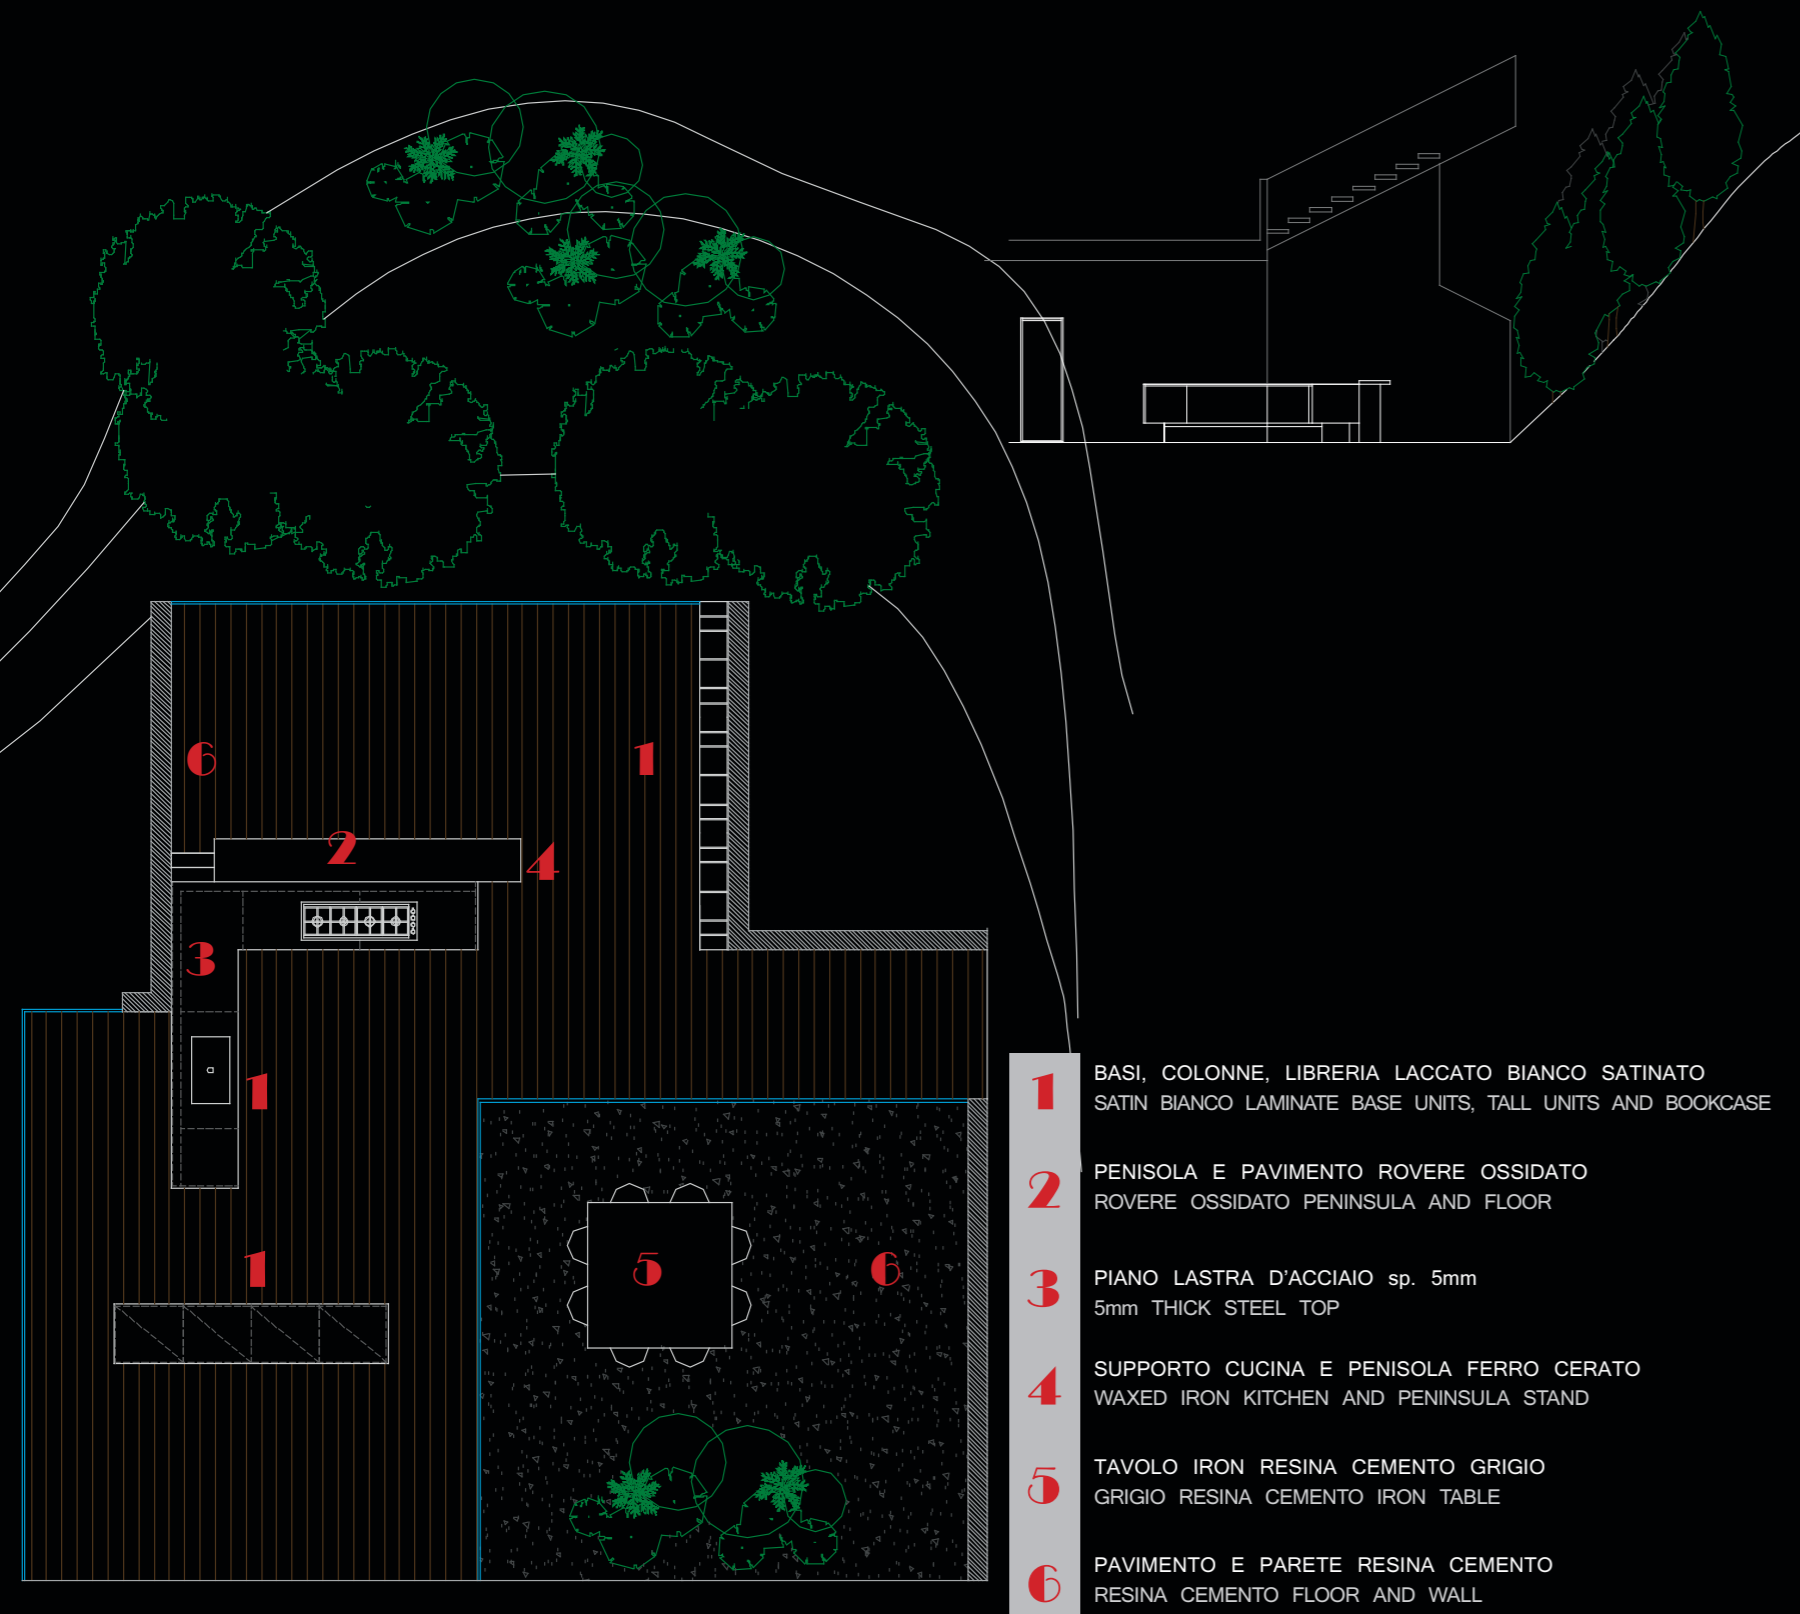 6
1
2
4
3
1
1
5
6
1
BASI, COLONNE, LIBRERIA LACCATO BIANCO SATINATO
SATIN BIANCO LAMINATE BASE UNITS, TALL UNITS AND BOOKCASE
2
PENISOLA E PAVIMENTO ROVERE OSSIDATO
ROVERE OSSIDATO PENINSULA AND FLOOR
3
PIANO LASTRA D'ACCIAIO sp. 5mm
5mm THICK STEEL TOP
4
SUPPORTO CUCINA E PENISOLA FERRO CERATO
WAXED IRON KITCHEN AND PENINSULA STAND
5
TAVOLO IRON RESINA CEMENTO GRIGIO
GRIGIO RESINA CEMENTO IRON TABLE
6
PAVIMENTO E PARETE RESINA CEMENTO
RESINA CEMENTO FLOOR AND WALL